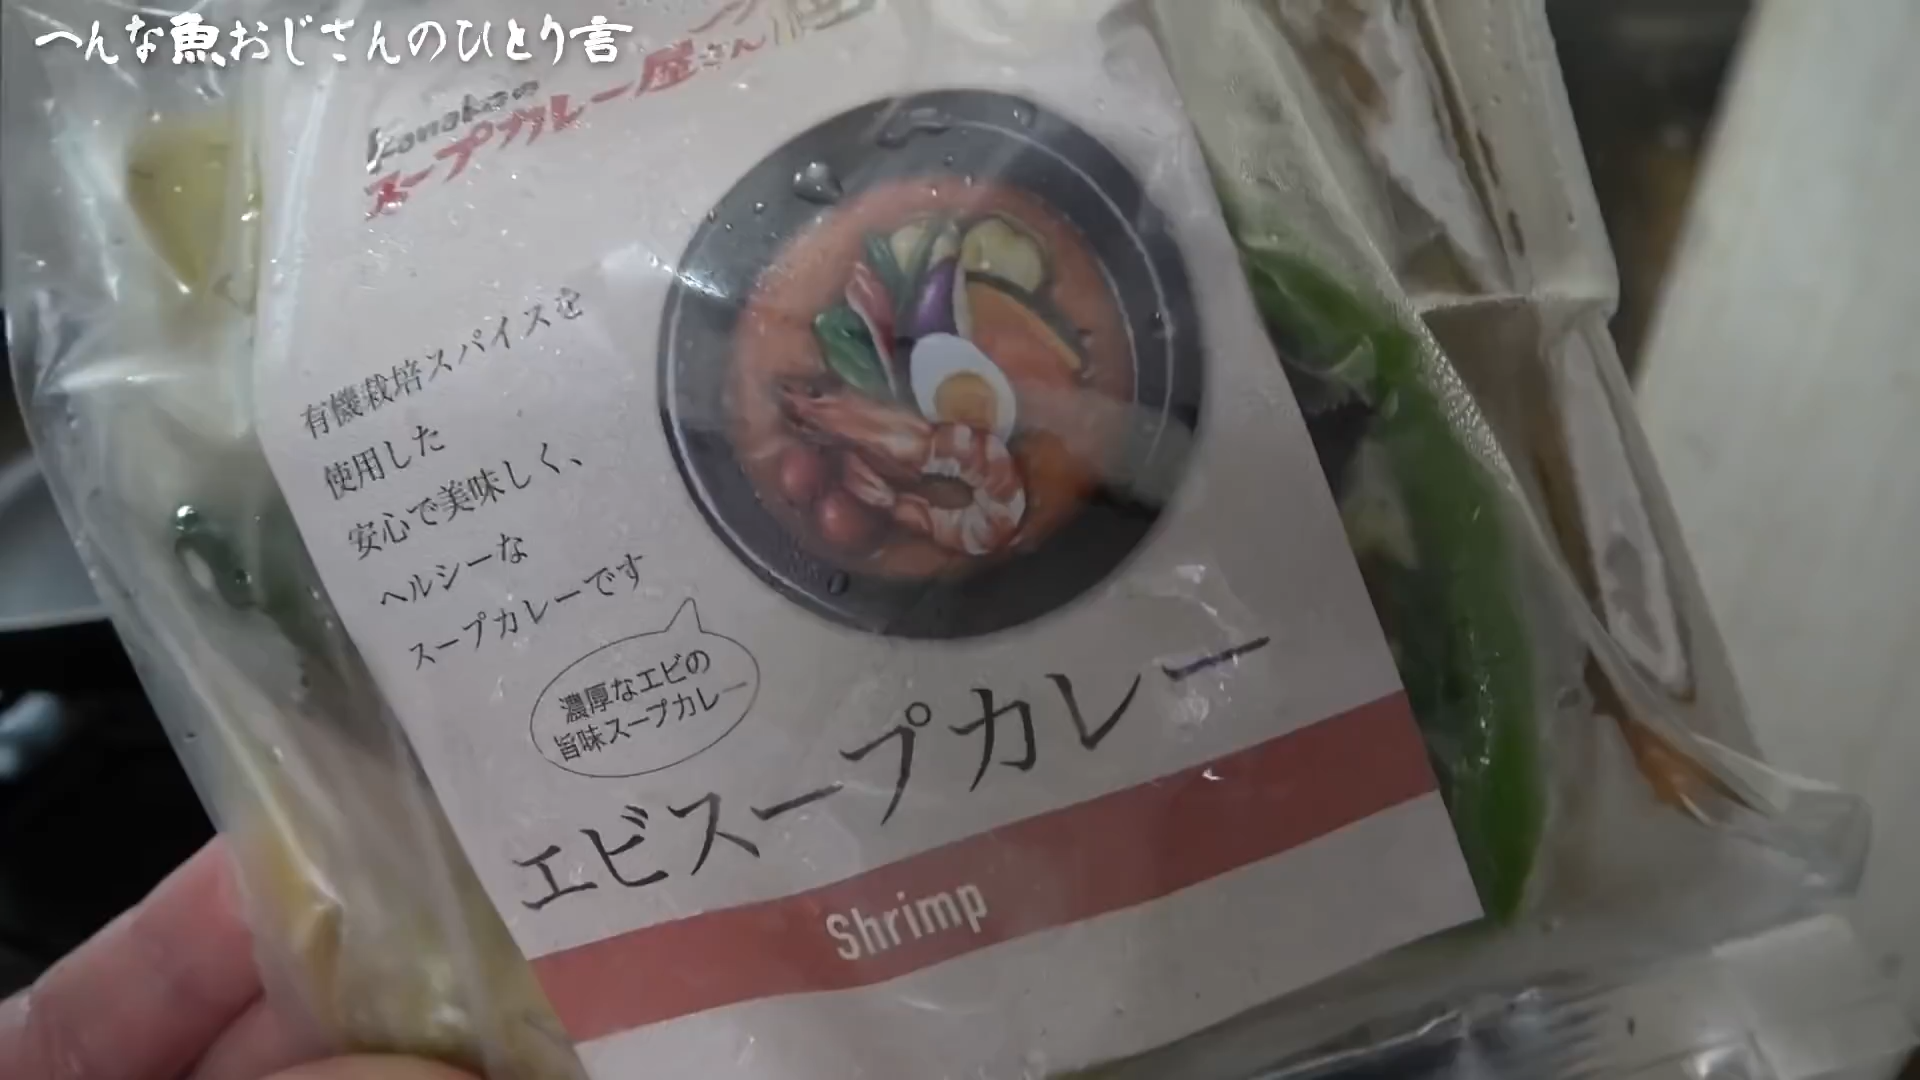 へんな魚おじさんのひとり言
スープカレー屋さん
有機栽培スパイスを
使用した
安心で美味しく、
ヘルシーな
スープカレーです
濃厚なエビの
旨味スープカレー
エビスープカレー
Shrimp